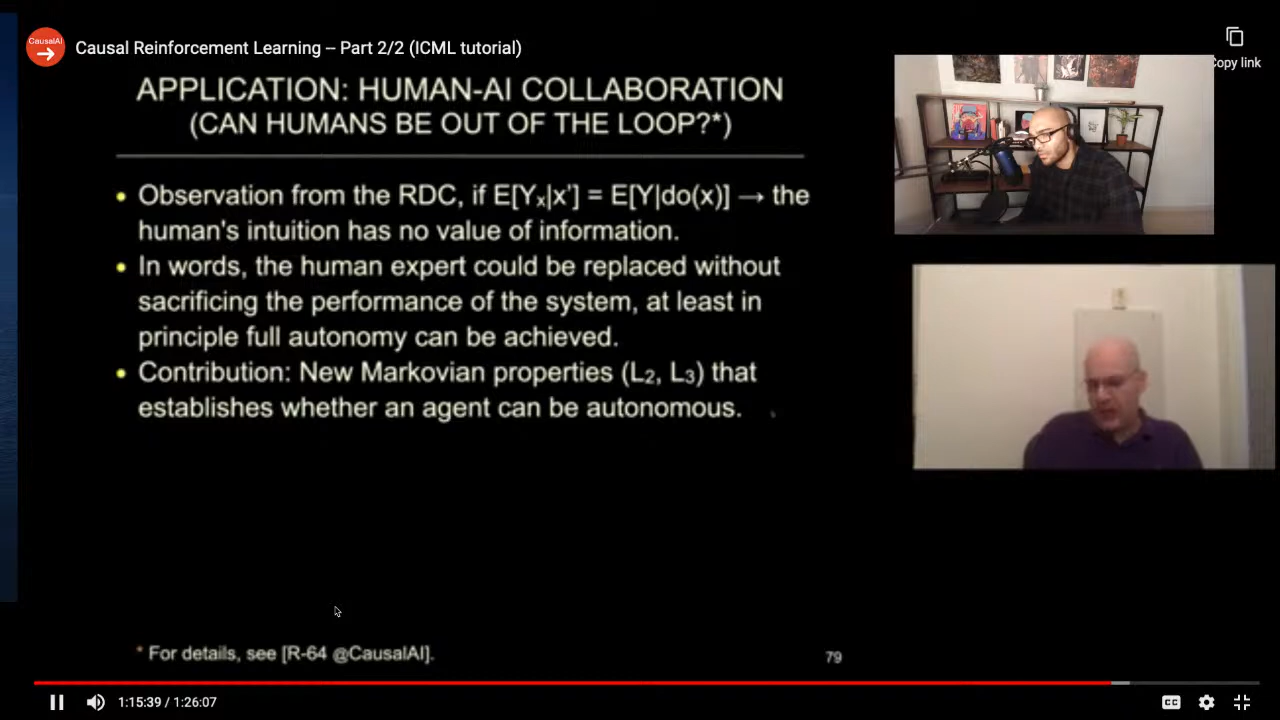 CausalAI
Causal Reinforcement Learning – Part 2/2 (ICML tutorial)
Copy link
APPLICATION: HUMAN-AI COLLABORATION
(CAN HUMANS BE OUT OF THE LOOP?*)
• Observation from the RDC, if E[Yₓ|x'] = E[Y|do(x)] → the
human's intuition has no value of information.
• In words, the human expert could be replaced without
sacrificing the performance of the system, at least in
principle full autonomy can be achieved.
• Contribution: New Markovian properties (L₂, L₃) that
establishes whether an agent can be autonomous.
* For details, see [R-64 @CausalAI].
79
1:15:39 / 1:26:07
CC